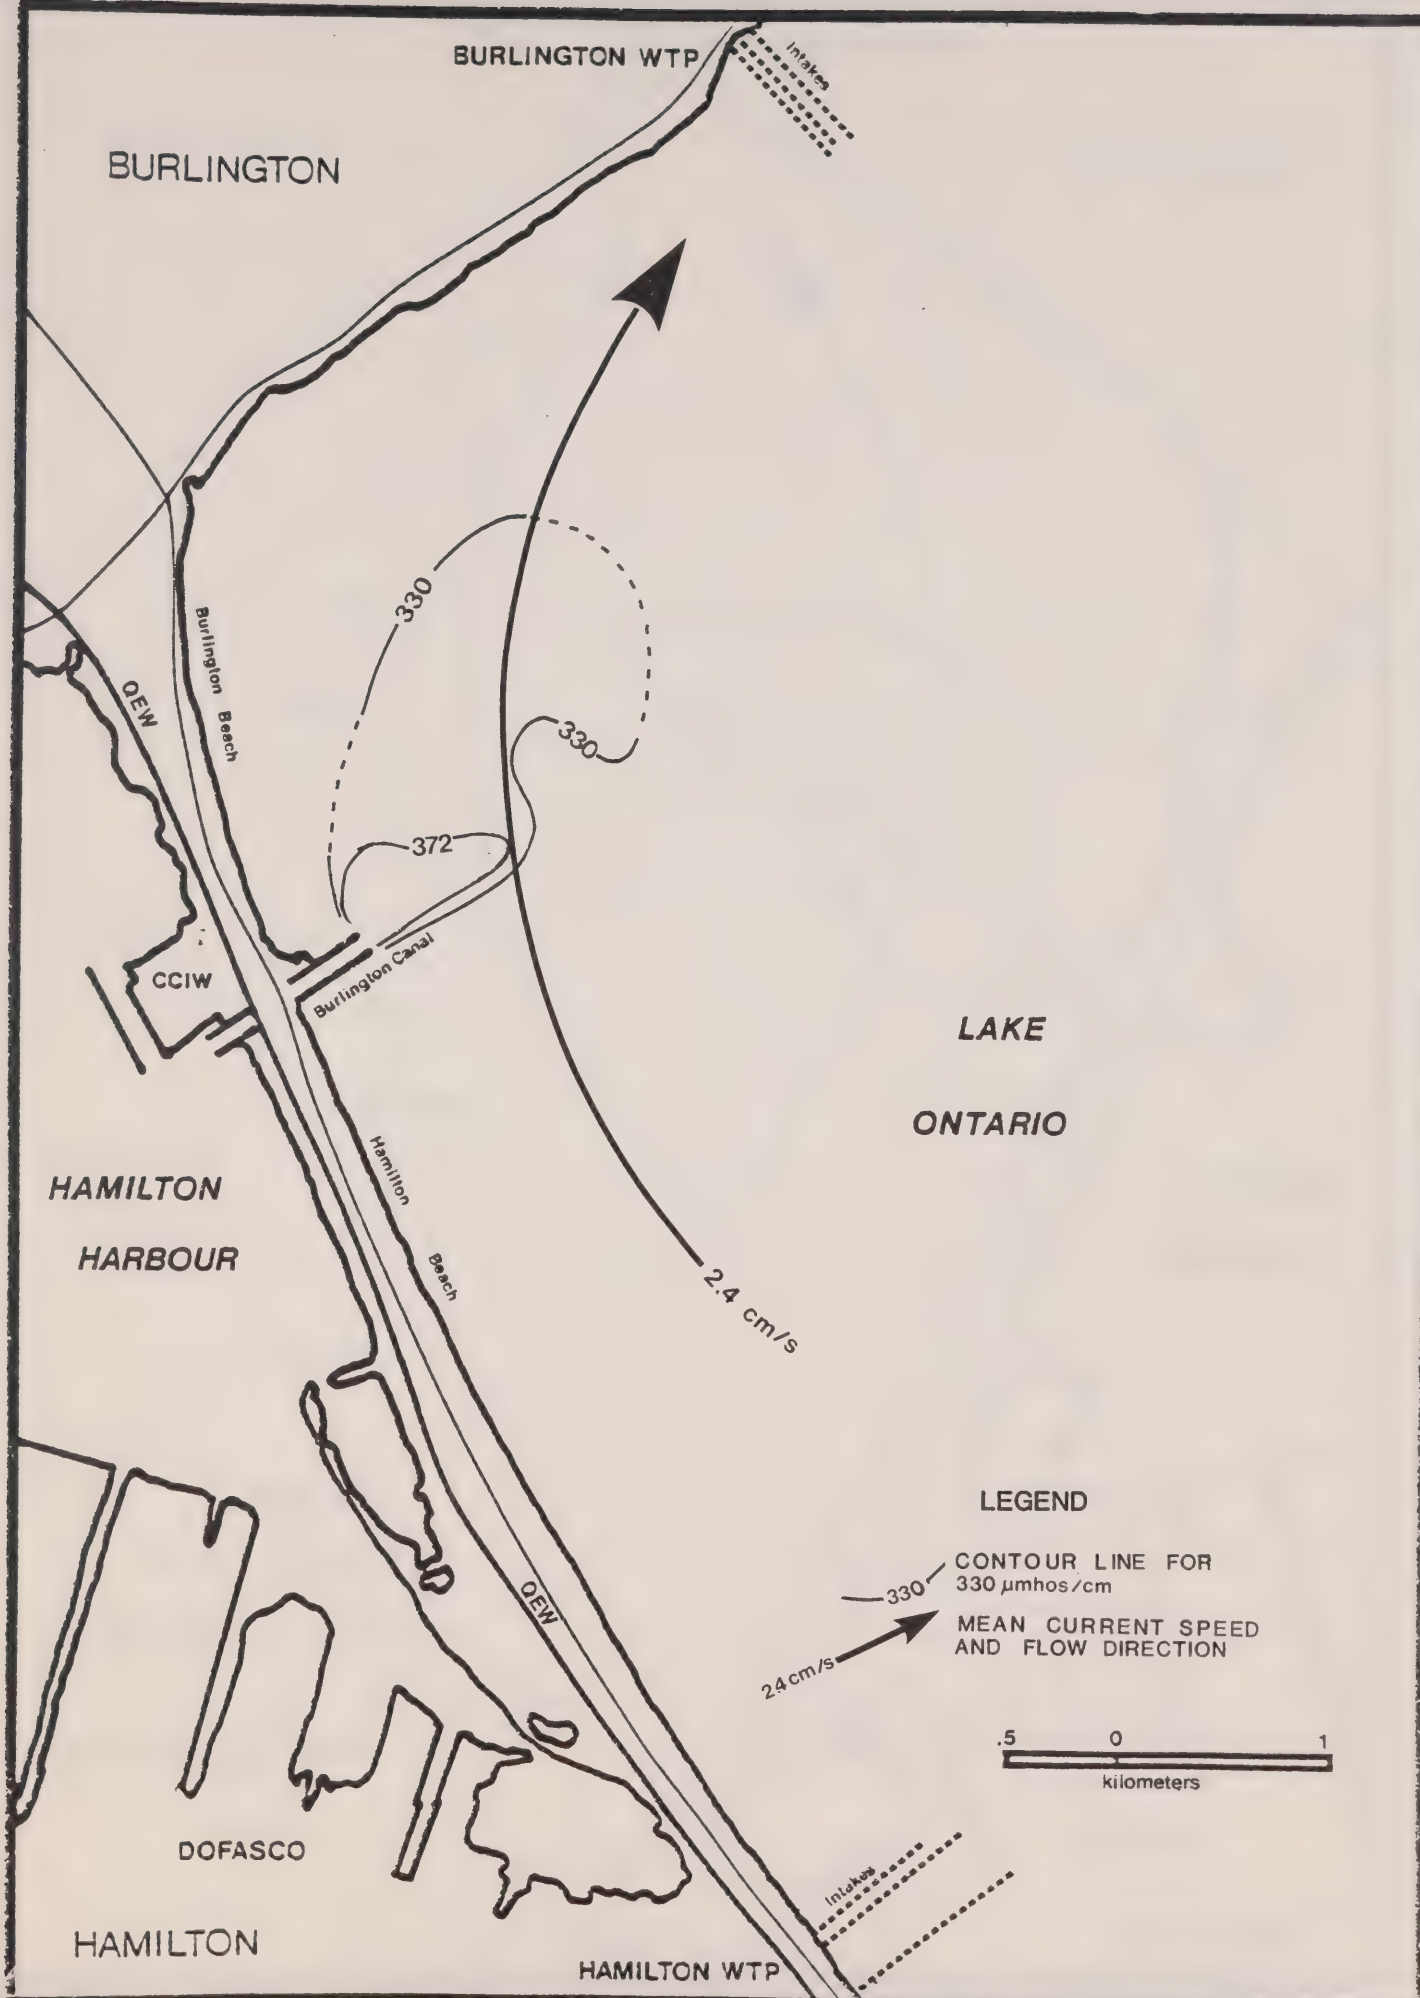 BURLINGTON WTP
Intakes
BURLINGTON
330
Burlington Beach
QEW
330
372
Burlington Canal
CCIW
LAKE
ONTARIO
Hamilton
Beach
HAMILTON
HARBOUR
2.4 cm/s
LEGEND
330
CONTOUR LINE FOR
330 µmhos/cm
MEAN CURRENT SPEED
AND FLOW DIRECTION
2.4 cm/s
QEW
.5 0 1
kilometers
DOFASCO
Intakes
HAMILTON
HAMILTON WTP